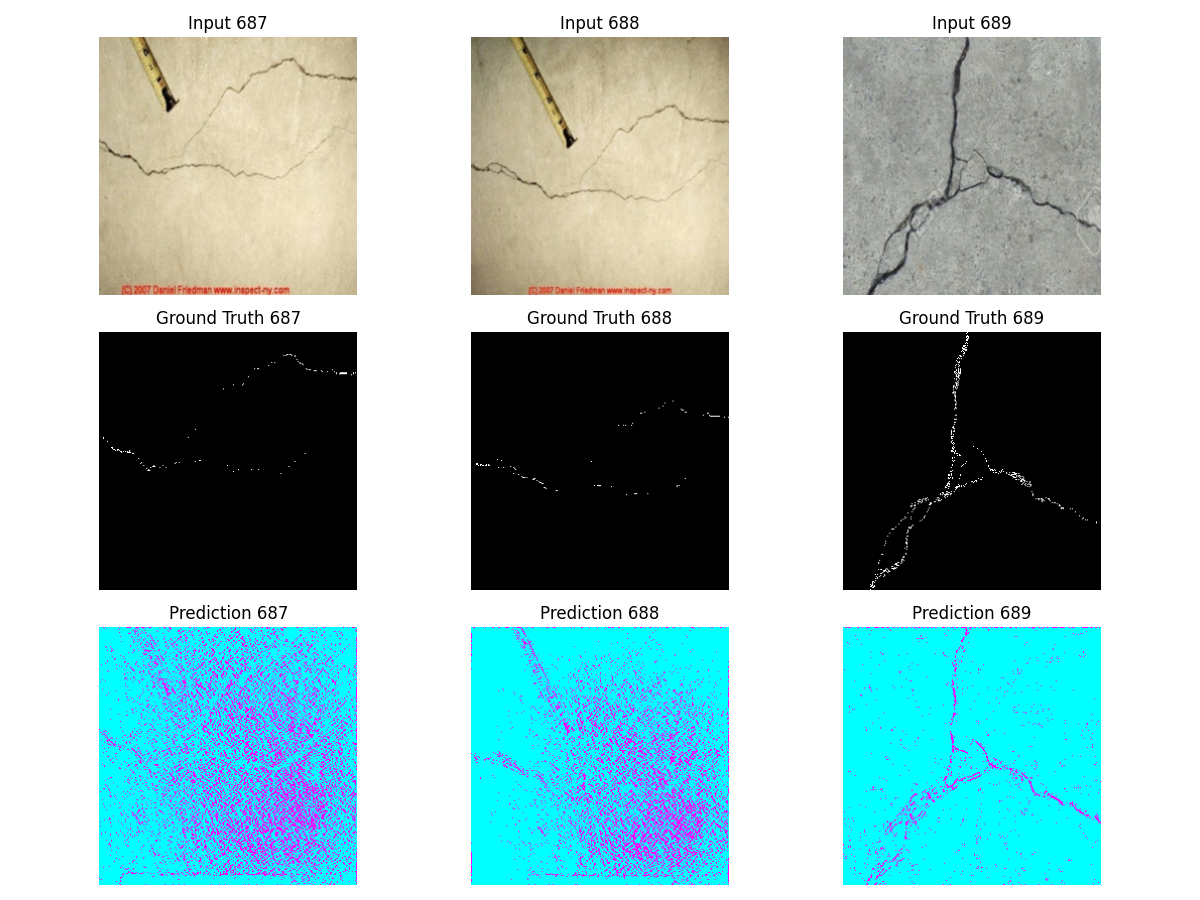 Input 687
Input 688
Input 689
(C) 2007 Daniel Friedman www.inspect-ny.com
(C) 2007 Daniel Friedman www.inspect-ny.com
Ground Truth 687
Ground Truth 688
Ground Truth 689
Prediction 687
Prediction 688
Prediction 689